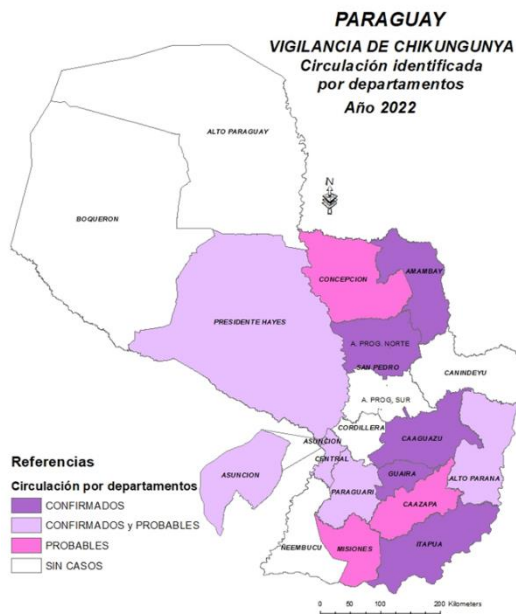 PARAGUAY
VIGILANCIA DE CHIKUNGUNYA
Circulación identificada
por departamentos
Año 2022
ALTO PARAGUAY
N
BOQUERON
CONCEPCION
AMAMBAY
PRESIDENTE HAYES
A. PROG. NORTE
SAN PEDRO
CANINDEYU
A. PROG, SUR
CORDILLERA
ASUNCION
CAAGUAZU
CENTRAL
ASUNCION
GUAIRA
ALTO PARANA
PARAGUARI
CAAZAPA
ÑEEMBUCU
MISIONES
ITAPUA
Referencias
Circulación por departamentos
CONFIRMADOS
CONFIRMADOS y PROBABLES
PROBABLES
SIN CASOS
0 50 100 200 Kilometers